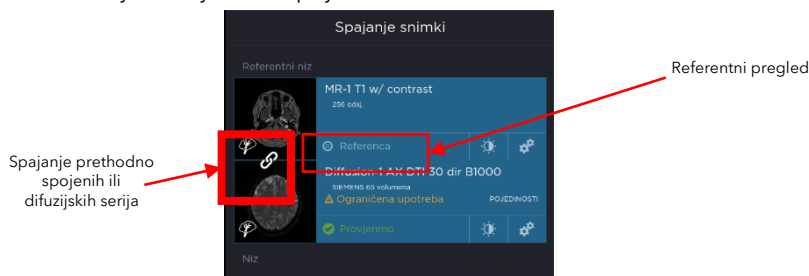 Spajanje snimki
Referentni niz
MR-1 T1 w/ contrast
256 odsj.
Referenca
Diffusion-1 AX DTI 30 dir B1000
SIEMENS 65 volumena
Ograničena upotreba
POJEDINOSTI
Provjereno
Niz
Referentni pregled
Spajanje prethodno
spojenih ili
difuzijskih serija